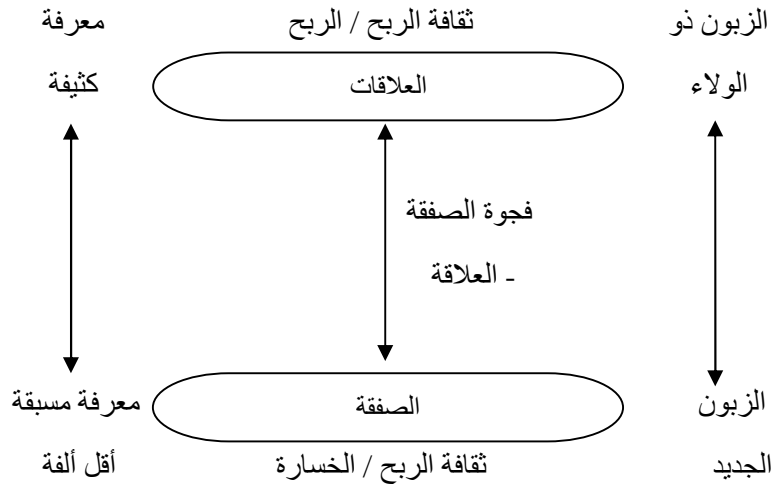 الزبون ذو ثقافة الربح / الربح معرفة
الولاء العلاقات كثيفة
فجوة الصفقة
- العلاقة
الزبون الصفقة معرفة مسبقة
الجديد ثقافة الربح / الخسارة أقل ألفة